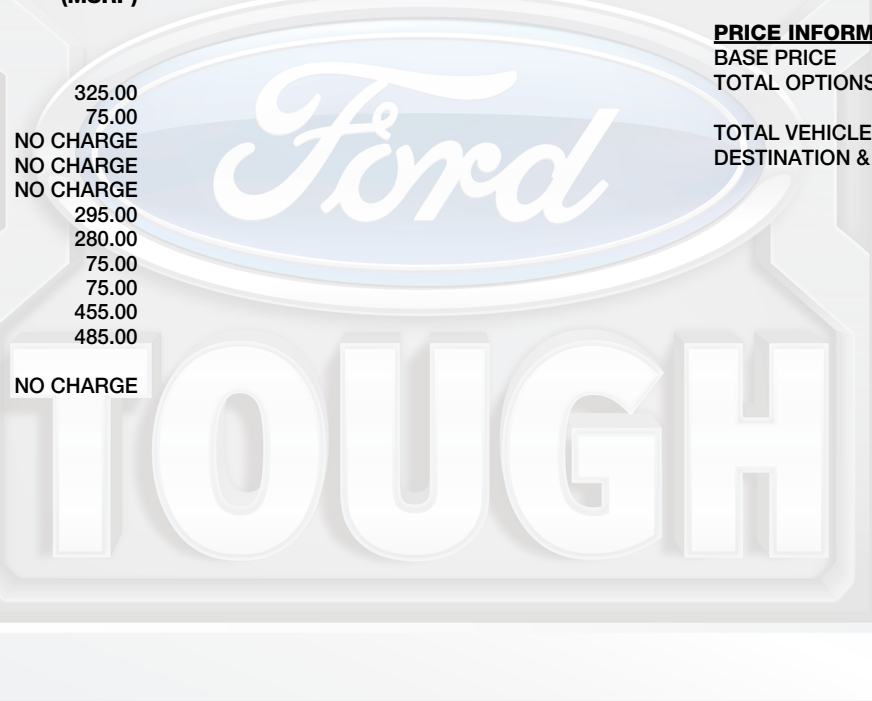 (MSRP)
325.00
75.00
NO CHARGE
NO CHARGE
NO CHARGE
295.00
280.00
75.00
75.00
455.00
485.00
NO CHARGE
PRICE INFORM
BASE PRICE
TOTAL OPTIONS
TOTAL VEHICLE
DESTINATION &
Ford
TOUGH